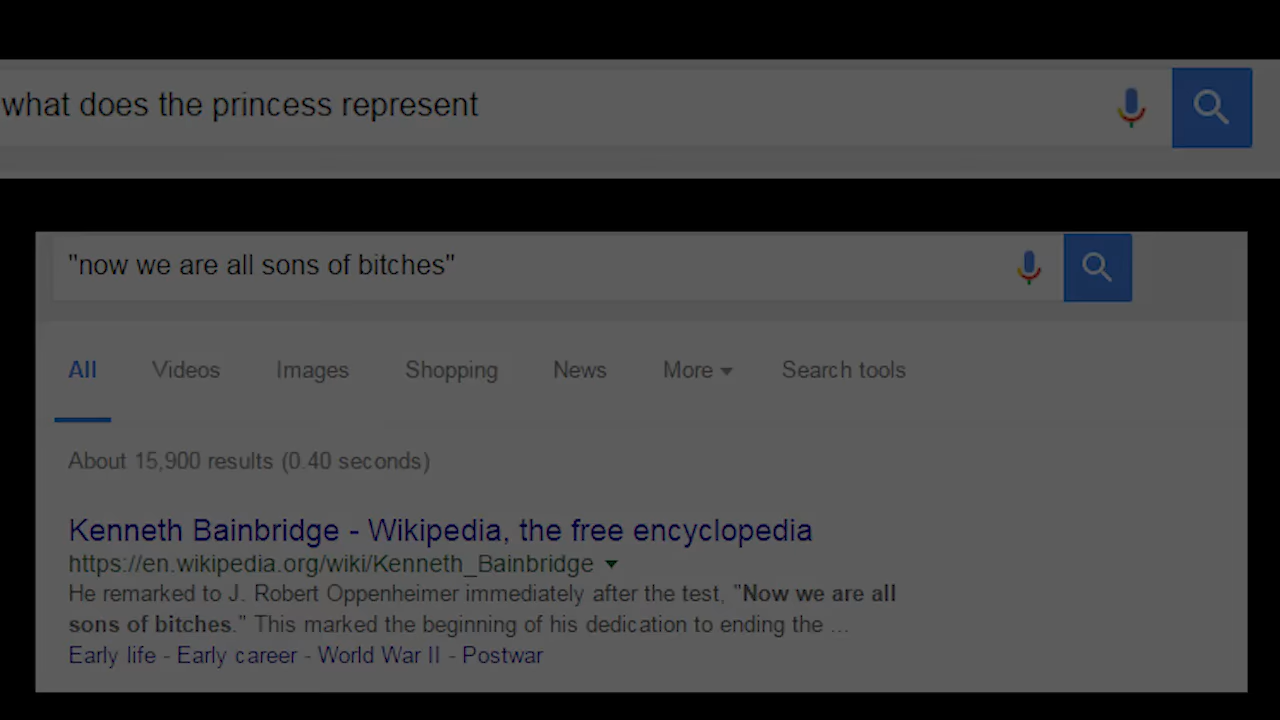 what does the princess represent
"now we are all sons of bitches"
All Videos Images Shopping News More Search tools
About 15,900 results (0.40 seconds)
Kenneth Bainbridge - Wikipedia, the free encyclopedia
https://en.wikipedia.org/wiki/Kenneth_Bainbridge
He remarked to J. Robert Oppenheimer immediately after the test, "Now we are all
sons of bitches." This marked the beginning of his dedication to ending the ...
Early life - Early career - World War II - Postwar